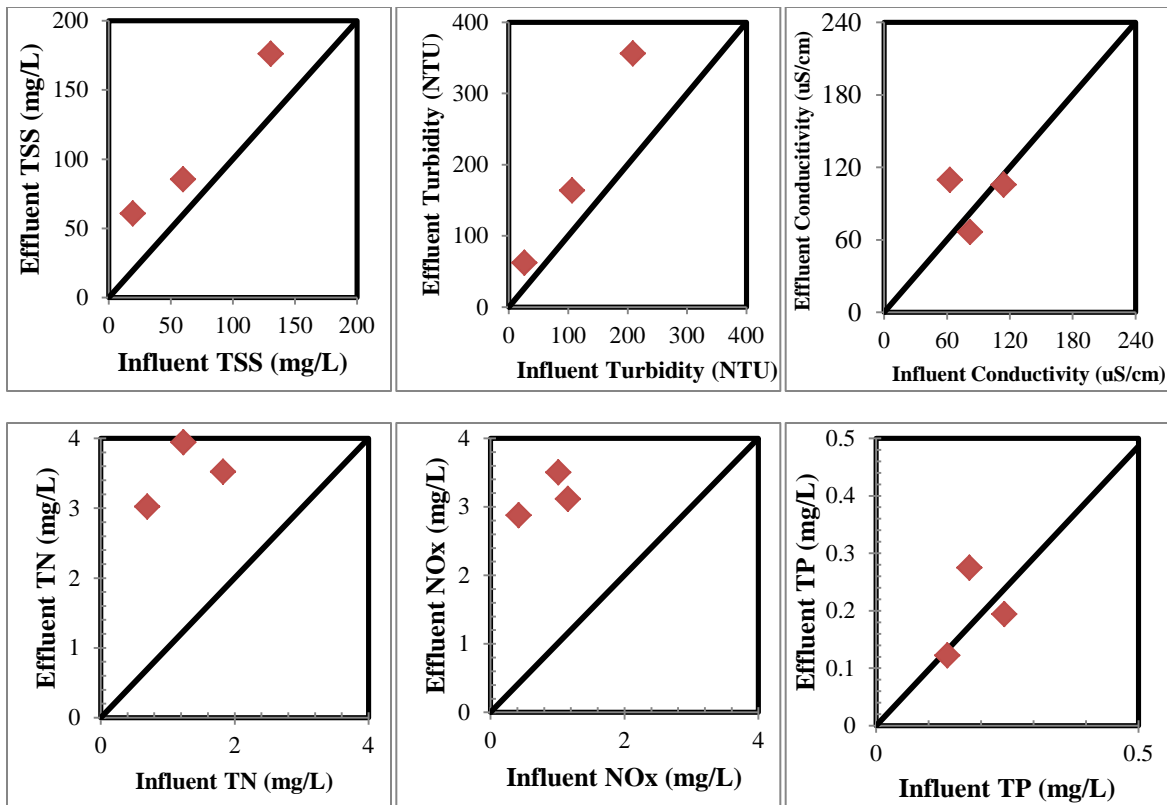 Effluent TSS (mg/L)
200
150
100
50
0
0 50 100 150 200
Influent TSS (mg/L)
Effluent Turbidity (NTU)
400
300
200
100
0
0 100 200 300 400
Influent Turbidity (NTU)
Effluent Conducitivity (uS/cm)
240
180
120
60
0
0 60 120 180 240
Influent Conductivity (uS/cm)
Effluent TN (mg/L)
4
3
2
1
0
0 2 4
Influent TN (mg/L)
Effluent NOx (mg/L)
4
3
2
1
0
0 2 4
Influent NOx (mg/L)
Effluent TP (mg/L)
0.5
0.4
0.3
0.2
0.1
0
0 0.5
Influent TP (mg/L)